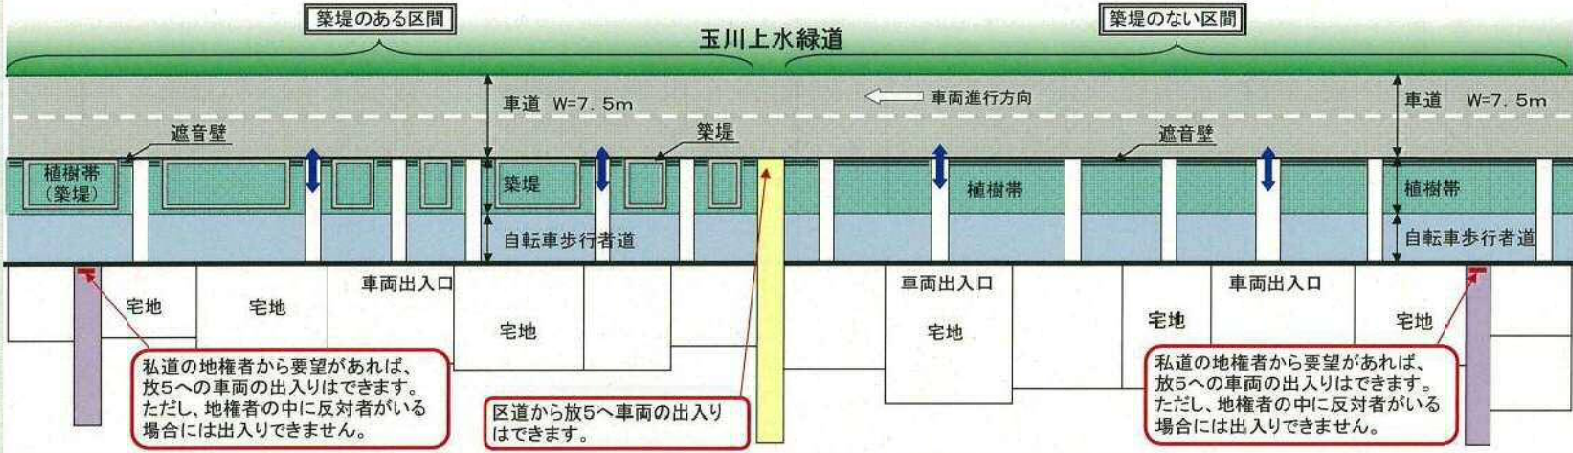 築堤のある区間
築堤のない区間
玉川上水緑道
車道 W=7.5m
車両進行方向
車道 W=7.5m
遮音壁
築堤
遮音壁
植樹帯
(築堤)
築堤
植樹帯
植樹帯
自転車歩行者道
自転車歩行者道
車両出入口
車両出入口
車両出入口
宅地
宅地
宅地
宅地
宅地
宅地
私道の地権者から要望があれば、
放5への車両の出入りはできます。
ただし、地権者の中に反対者がいる
場合には出入りできません。
区道から放5へ車両の出入り
はできます。
私道の地権者から要望があれば、
放5への車両の出入りはできます。
ただし、地権者の中に反対者がいる
場合には出入りできません。